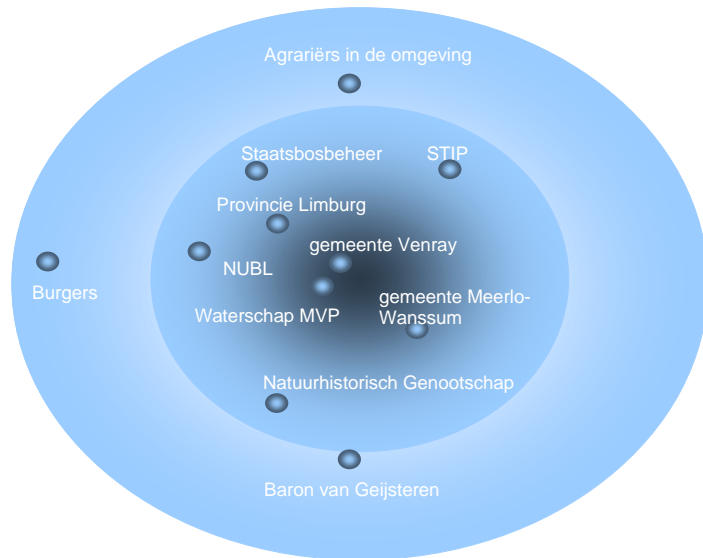 Agrariërs in de omgeving
Staatsbosbeheer
STIP
Provincie Limburg
gemeente Venray
NUBL
Burgers
gemeente Meerlo-
Wanssum
Waterschap MVP
Natuurhistorisch Genootschap
Baron van Geijsteren